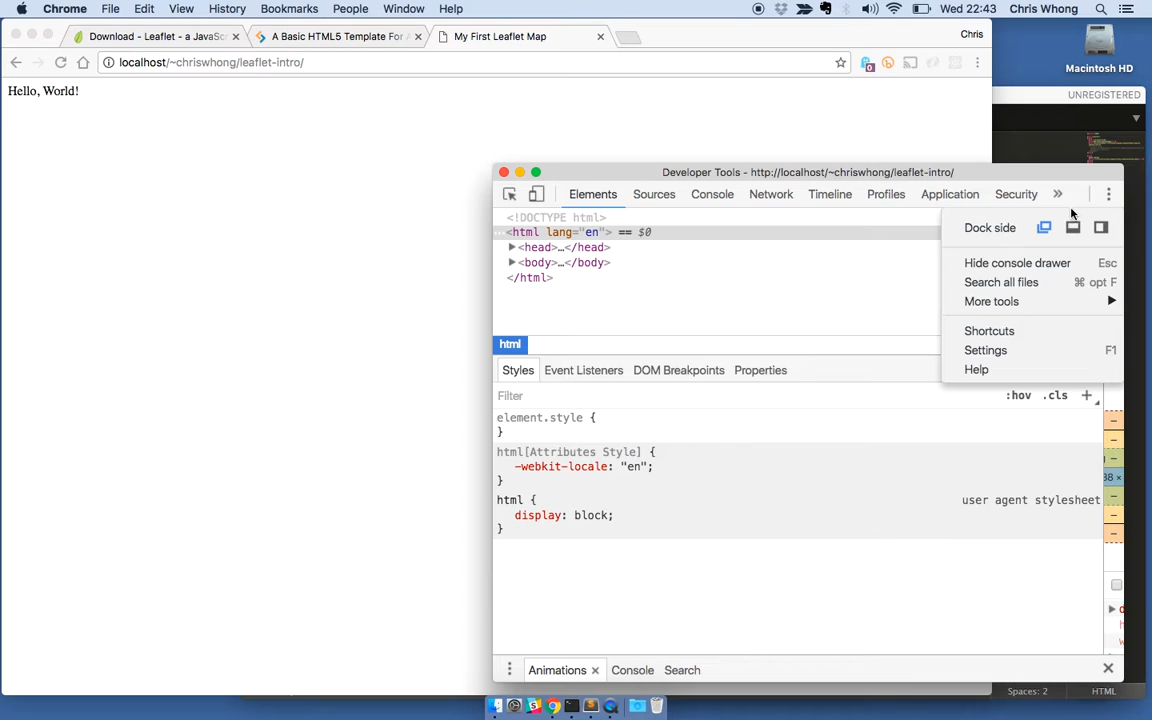 Chrome File Edit View History Bookmarks People Window Help Wed 22:43 Chris Whong
Download - Leaflet - a JavaSc A Basic HTML5 Template For A My First Leaflet Map Chris
localhost/~chriswhong/leaflet-intro/
0
Macintosh HD
UNREGISTERED
Hello, World!
Developer Tools - http://localhost/~chriswhong/leaflet-intro/
Elements Sources Console Network Timeline Profiles Application Security »
<!DOCTYPE html>
<html lang="en"> == $0
<head>…</head>
<body>…</body>
</html>
Dock side
Hide console drawer Esc
Search all files ⌘ opt F
More tools
Shortcuts
Settings F1
Help
html
Styles Event Listeners DOM Breakpoints Properties
Filter :hov .cls +
element.style {
}
html[Attributes Style] {
-webkit-locale: "en";
}
html { user agent stylesheet
display: block;
}
Animations Console Search
Spaces: 2 HTML